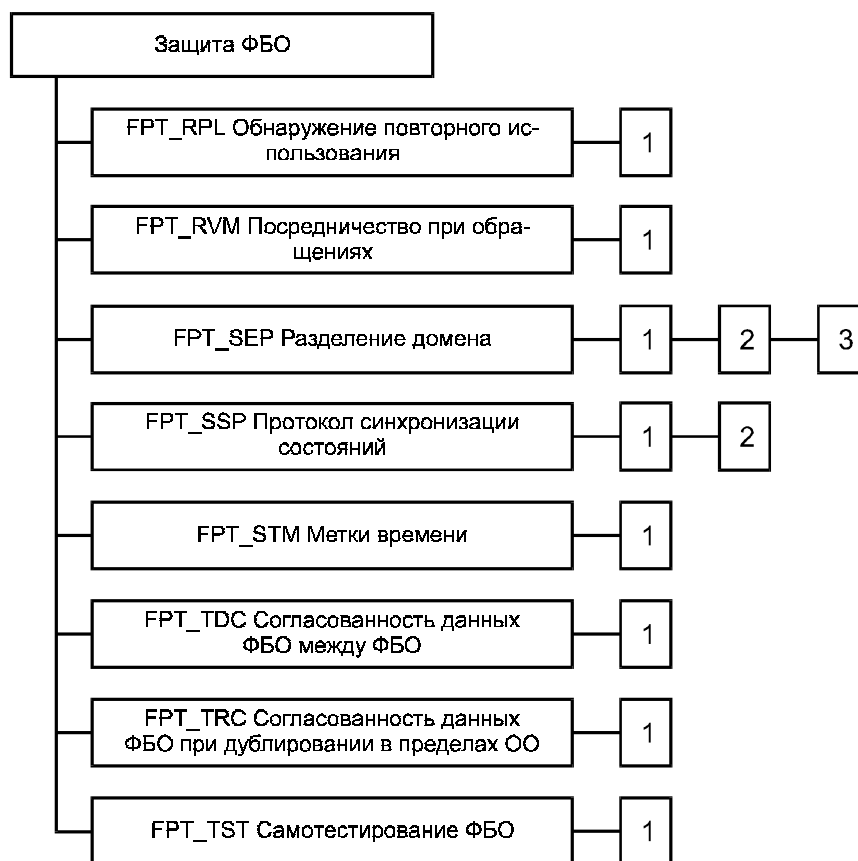 Защита ФБО
FPT_RPL Обнаружение повторного ис-
пользования
1
FPT_RVM Посредничество при обра-
щениях
1
FPT_SEP Разделение домена
1
2
3
FPT_SSP Протокол синхронизации
состояний
1
2
FPT_STM Метки времени
1
FPT_TDC Согласованность данных
ФБО между ФБО
1
FPT_TRC Согласованность данных
ФБО при дублировании в пределах ОО
1
FPT_TST Самотестирование ФБО
1